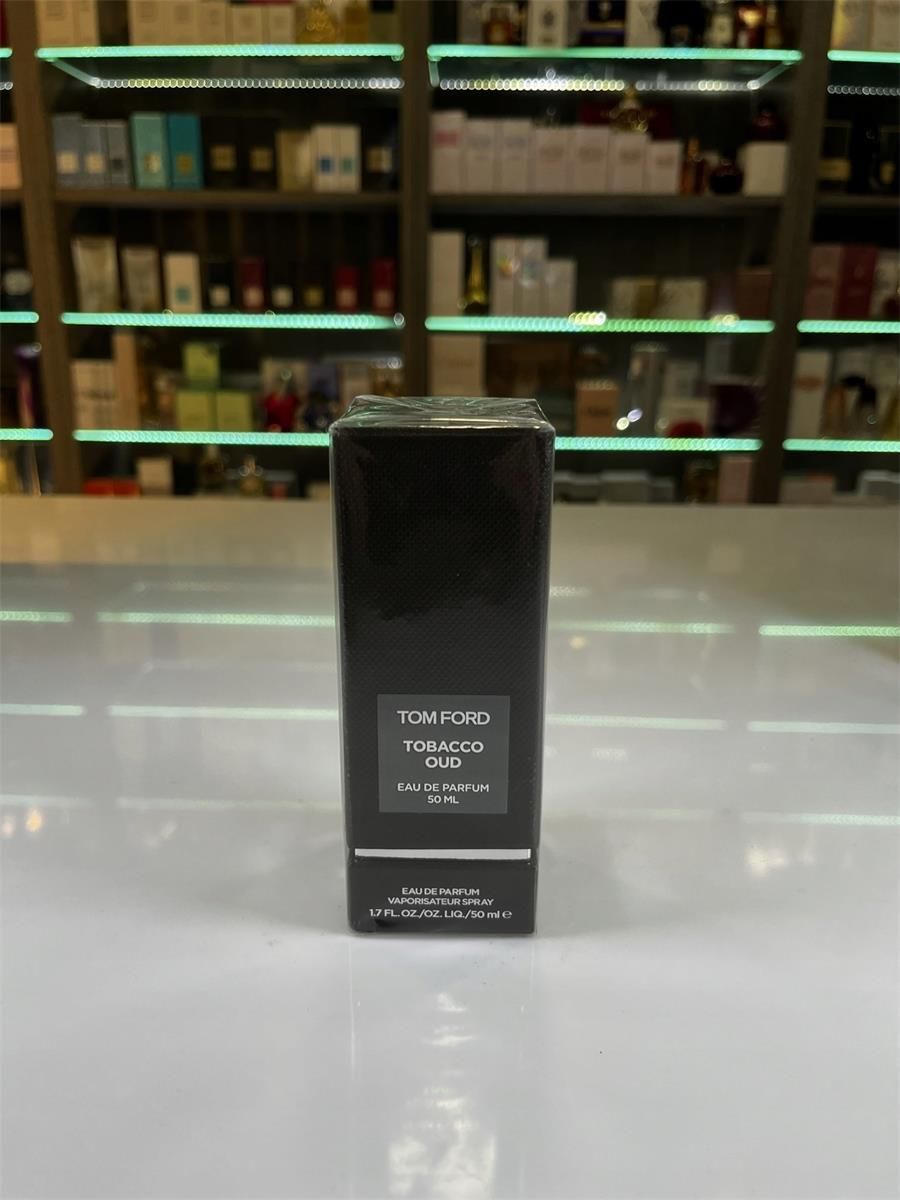 TOM FORD
TOBACCO
OUD
EAU DE PARFUM
50 ML
EAU DE PARFUM
VAPORISATEUR SPRAY
1.7 FL. OZ./OZ. LIQ./50 ml e